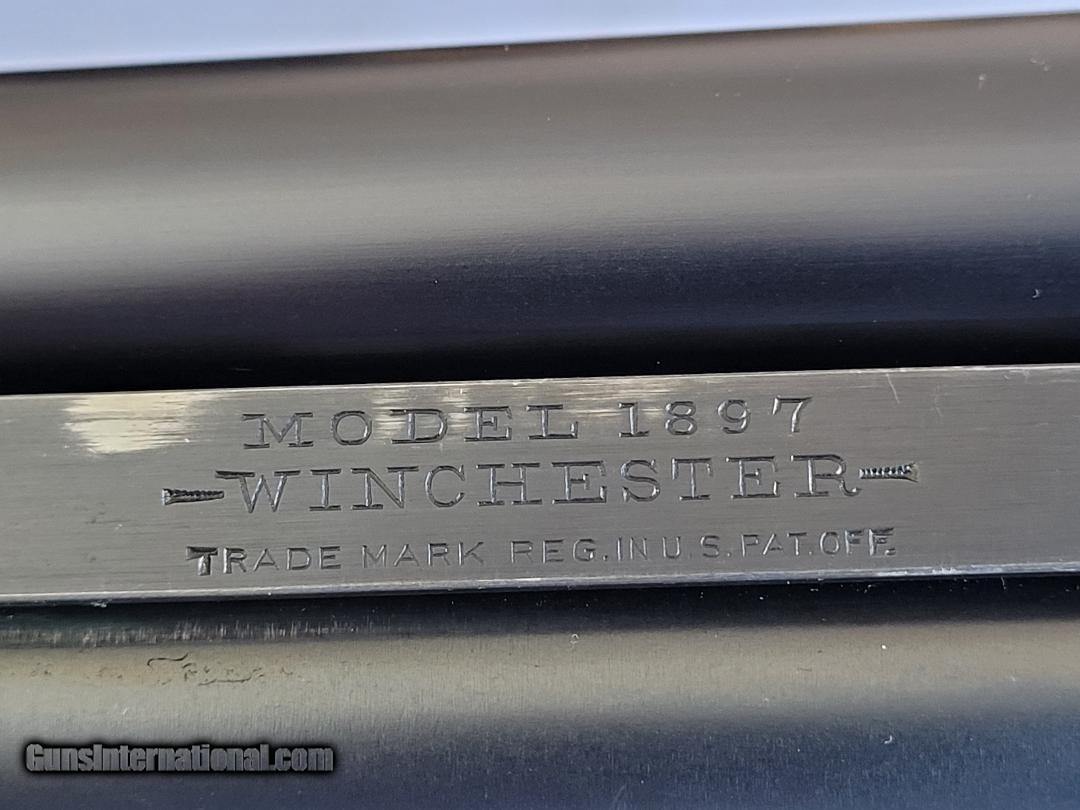 MODEL 1897
WINCHESTER
TRADE MARK REG. IN U.S. PAT. OFF.
GunsInternational.com